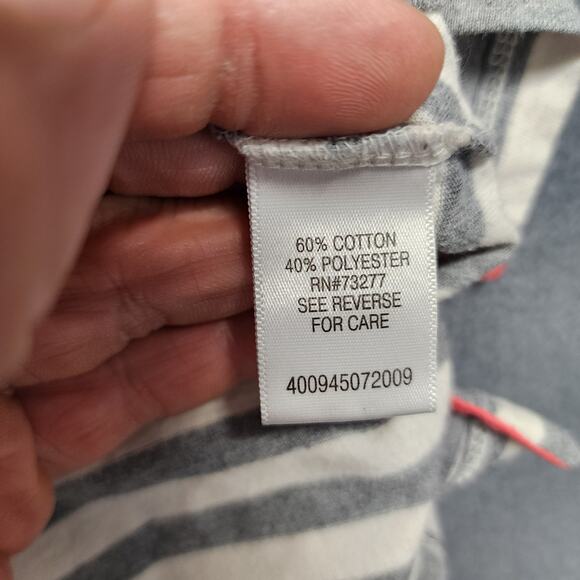 60% COTTON
40% POLYESTER
RN#73277
SEE REVERSE
FOR CARE
400945072009